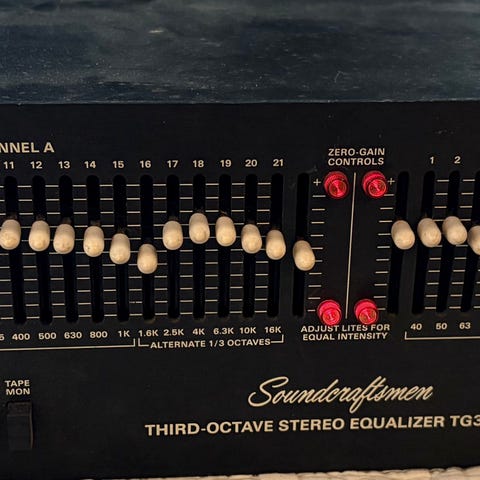 NNEL A
11 12 13 14 15 16 17 18 19 20 21
ZERO-GAIN
CONTROLS
1 2
+ +
400 500 630 800 1K 1.6K 2.5K 4K 6.3K 10K 16K
ALTERNATE 1/3 OCTAVES
ADJUST LITES FOR
EQUAL INTENSITY
40 50 63
TAPE
MON
Soundcraftsmen
THIRD-OCTAVE STEREO EQUALIZER TG3